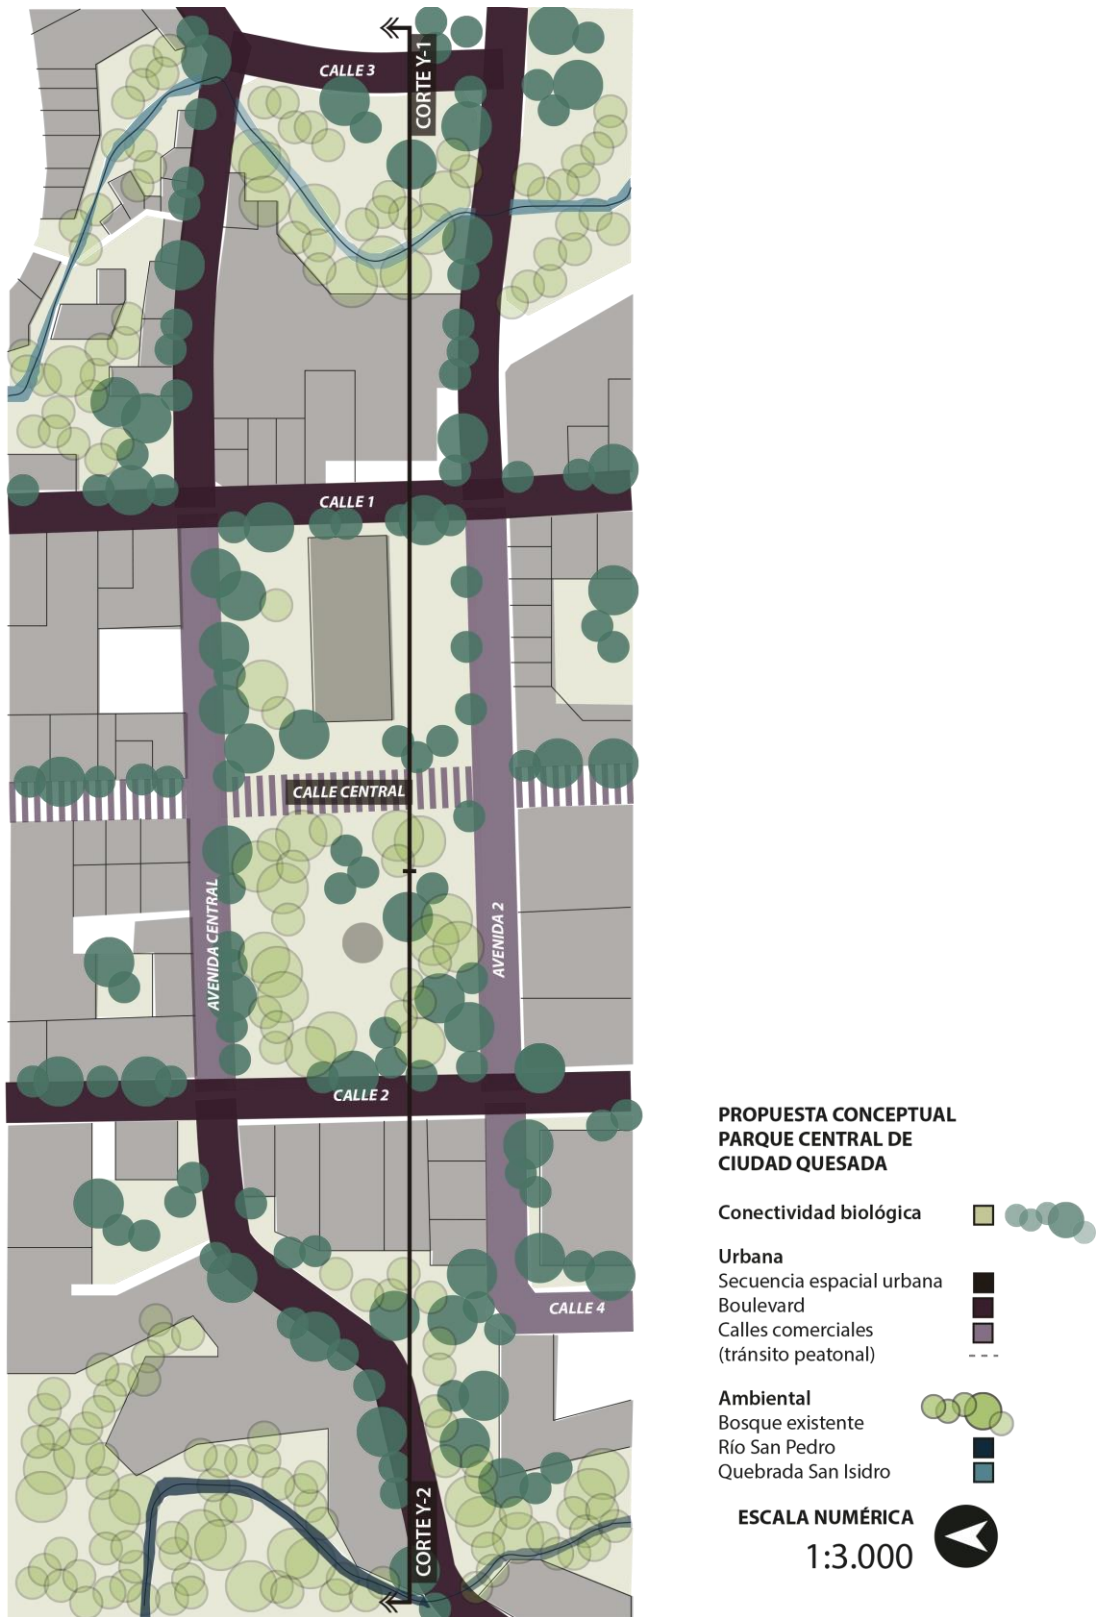 CORTE Y-1
CALLE 3
CALLE 1
CALLE CENTRAL
AVENIDA CENTRAL
AVENIDA 2
CALLE 2
CALLE 4
CORTE Y-2
PROPUESTA CONCEPTUAL
PARQUE CENTRAL DE
CIUDAD QUESADA
Conectividad biológica
Urbana
Secuencia espacial urbana
Boulevard
Calles comerciales
(tránsito peatonal)
Ambiental
Bosque existente
Río San Pedro
Quebrada San Isidro
ESCALA NUMÉRICA
1:3.000